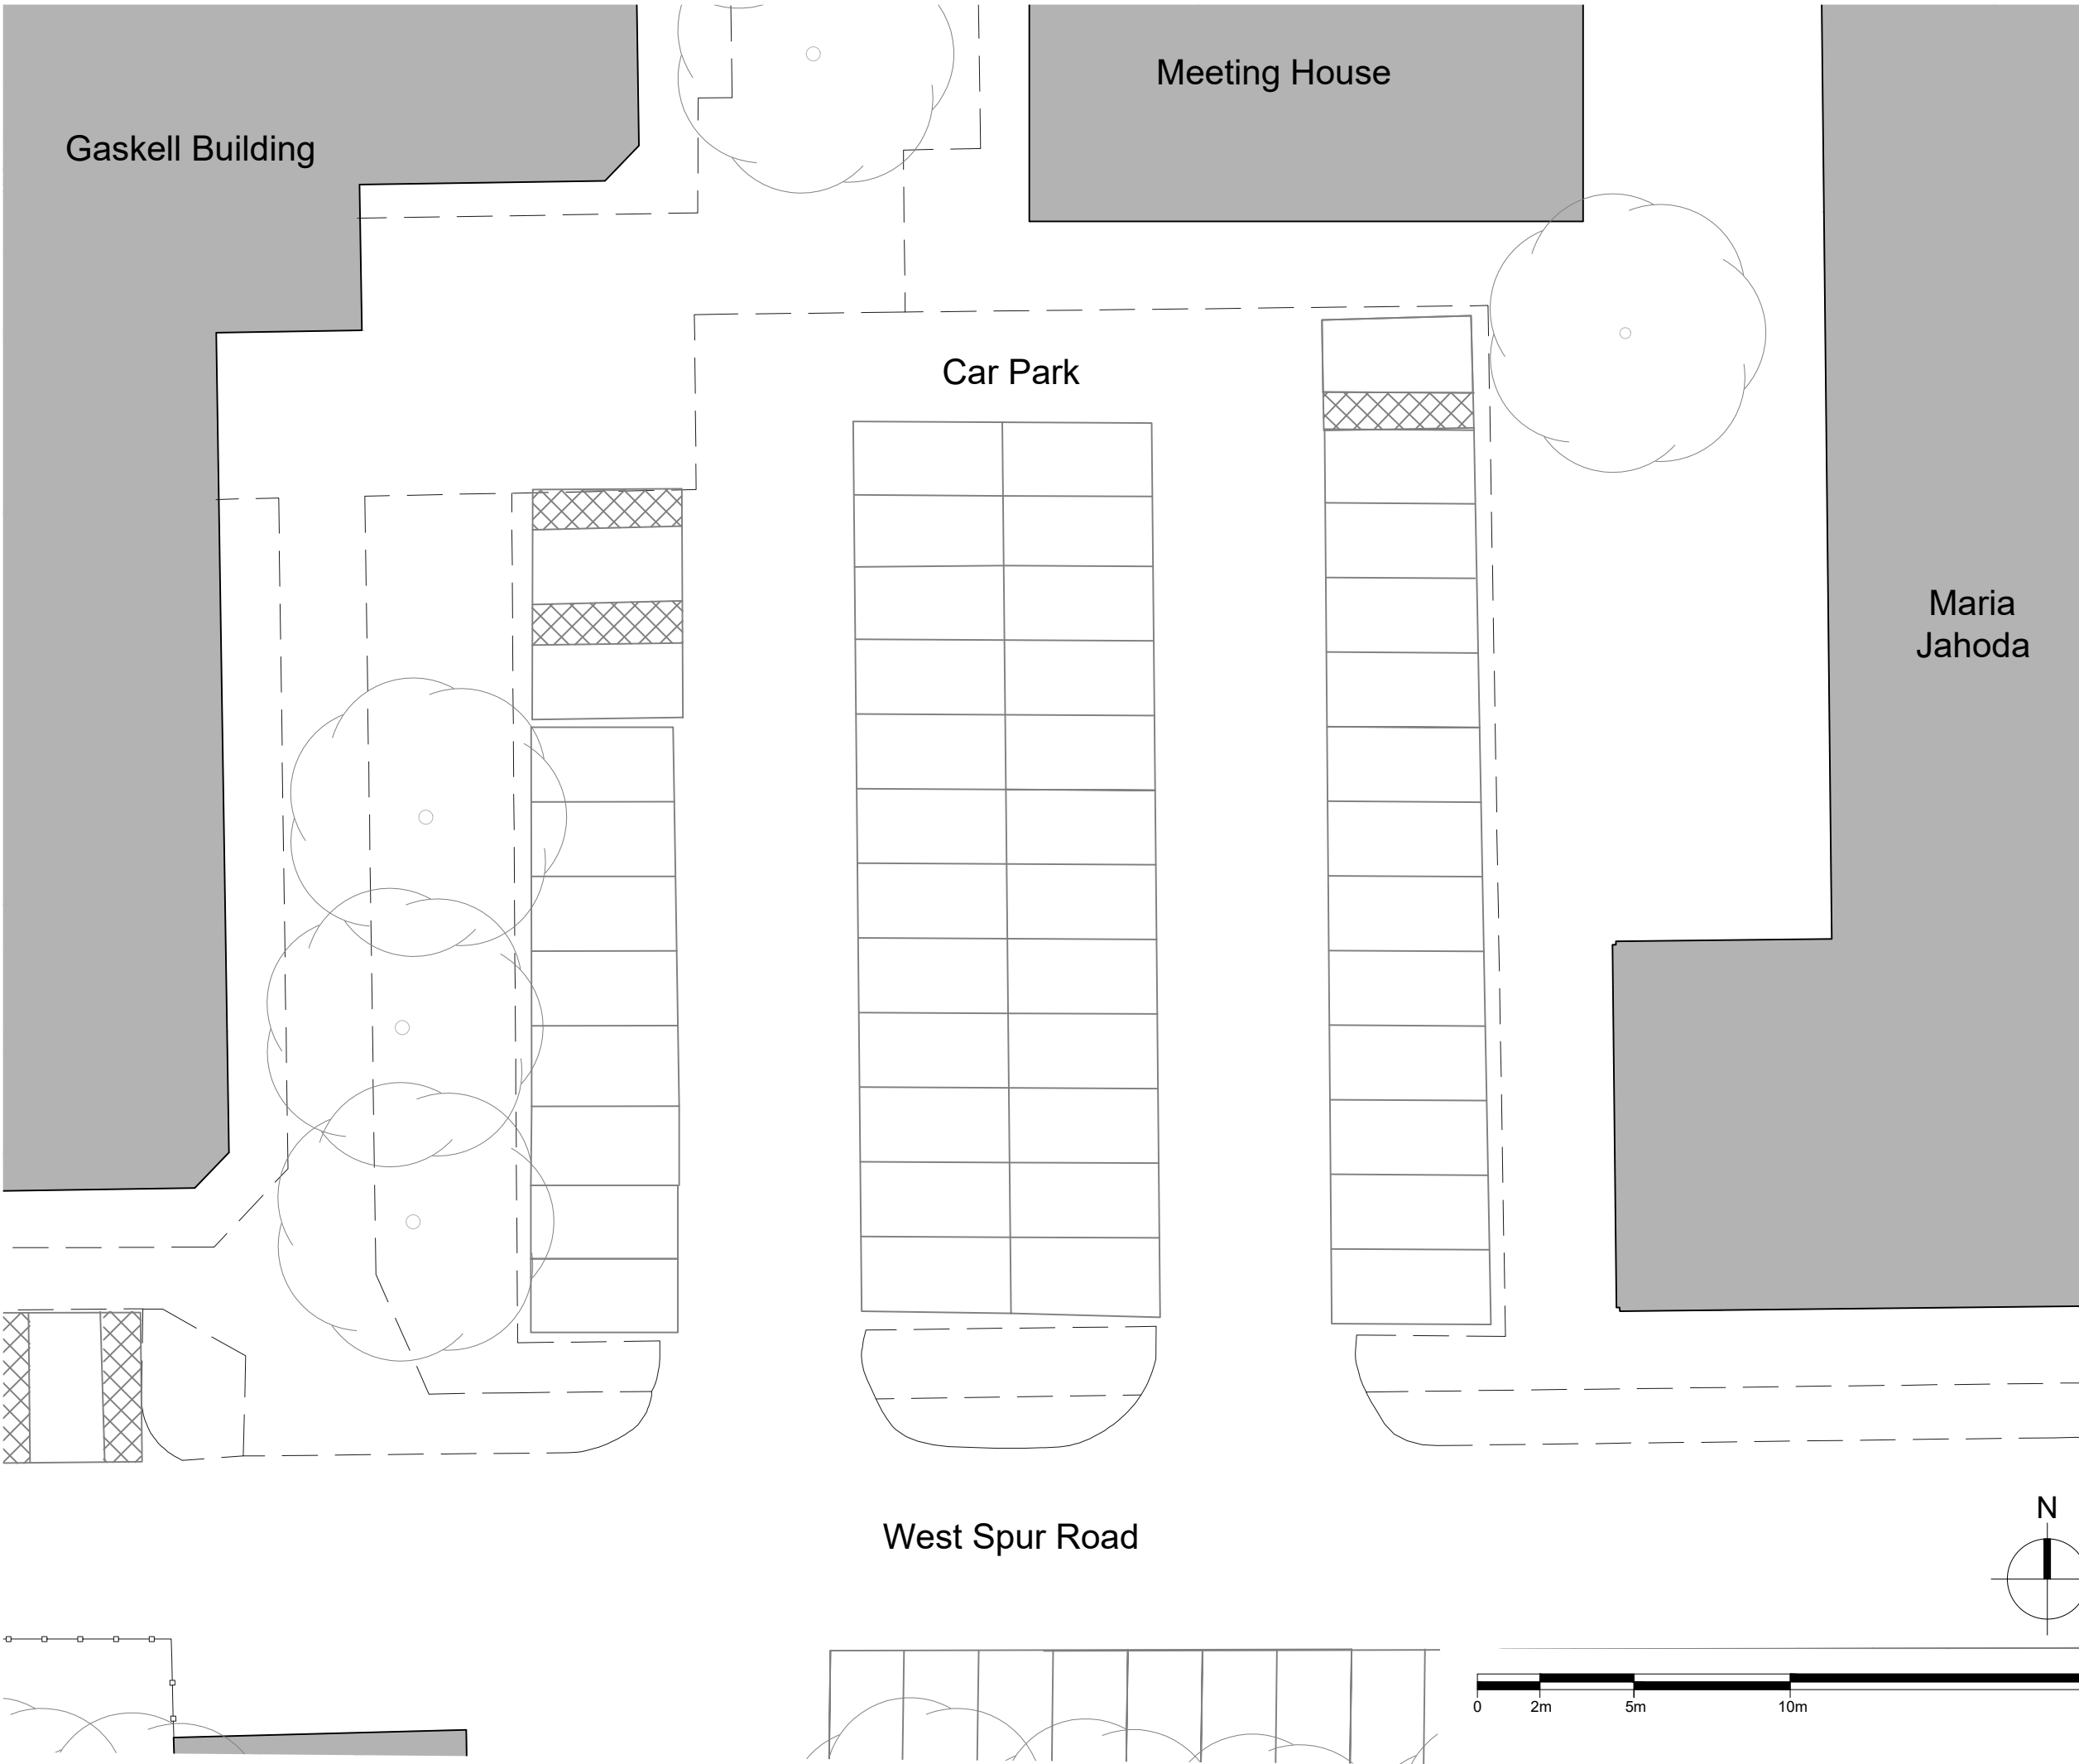 Meeting House
Gaskell Building
Car Park
Maria
Jahoda
West Spur Road
N
0 2m 5m 10m